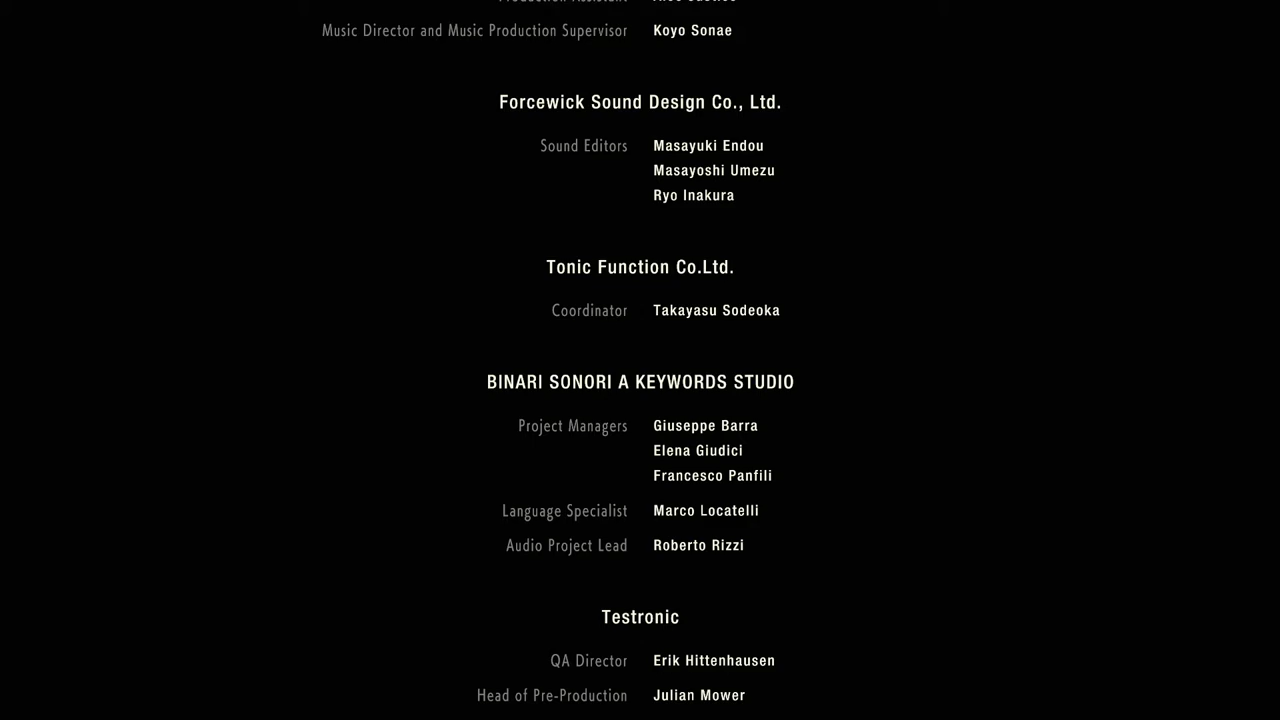 Music Director and Music Production Supervisor Koyo Sonae
Forcewick Sound Design Co., Ltd.
Sound Editors Masayuki Endou
Masayoshi Umezu
Ryo Inakura
Tonic Function Co.Ltd.
Coordinator Takayasu Sodeoka
BINARI SONORI A KEYWORDS STUDIO
Project Managers Giuseppe Barra
Elena Giudici
Francesco Panfili
Language Specialist Marco Locatelli
Audio Project Lead Roberto Rizzi
Testronic
QA Director Erik Hittenhausen
Head of Pre-Production Julian Mower